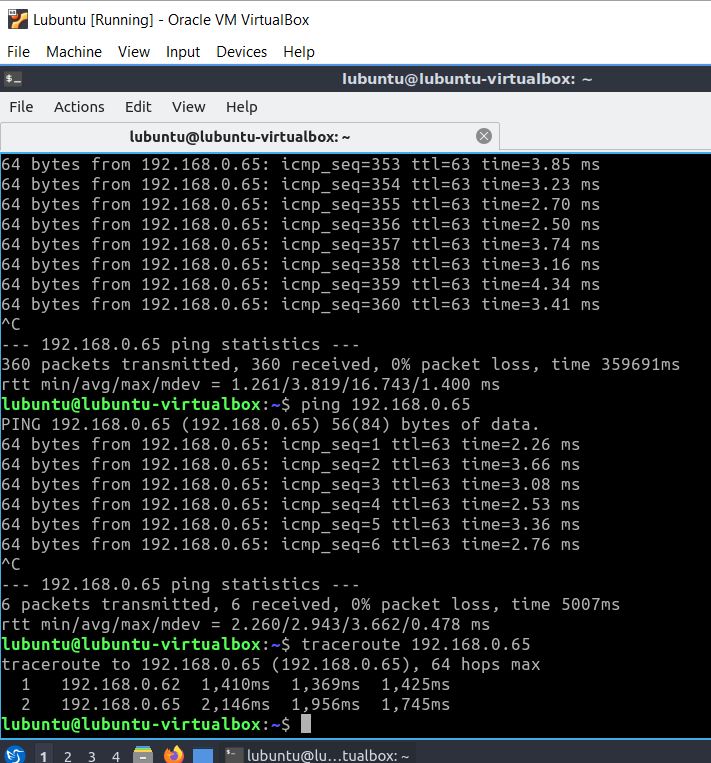 Lubuntu [Running] - Oracle VM VirtualBox
File Machine View Input Devices Help
lubuntu@lubuntu-virtualbox: ~
File Actions Edit View Help
lubuntu@lubuntu-virtualbox: ~
64 bytes from 192.168.0.65: icmp_seq=353 ttl=63 time=3.85 ms
64 bytes from 192.168.0.65: icmp_seq=354 ttl=63 time=3.23 ms
64 bytes from 192.168.0.65: icmp_seq=355 ttl=63 time=2.70 ms
64 bytes from 192.168.0.65: icmp_seq=356 ttl=63 time=2.50 ms
64 bytes from 192.168.0.65: icmp_seq=357 ttl=63 time=3.74 ms
64 bytes from 192.168.0.65: icmp_seq=358 ttl=63 time=3.16 ms
64 bytes from 192.168.0.65: icmp_seq=359 ttl=63 time=4.34 ms
64 bytes from 192.168.0.65: icmp_seq=360 ttl=63 time=3.41 ms
^C
--- 192.168.0.65 ping statistics ---
360 packets transmitted, 360 received, 0% packet loss, time 359691ms
rtt min/avg/max/mdev = 1.261/3.819/16.743/1.400 ms
lubuntu@lubuntu-virtualbox:~$ ping 192.168.0.65
PING 192.168.0.65 (192.168.0.65) 56(84) bytes of data.
64 bytes from 192.168.0.65: icmp_seq=1 ttl=63 time=2.26 ms
64 bytes from 192.168.0.65: icmp_seq=2 ttl=63 time=3.66 ms
64 bytes from 192.168.0.65: icmp_seq=3 ttl=63 time=3.08 ms
64 bytes from 192.168.0.65: icmp_seq=4 ttl=63 time=2.53 ms
64 bytes from 192.168.0.65: icmp_seq=5 ttl=63 time=3.36 ms
64 bytes from 192.168.0.65: icmp_seq=6 ttl=63 time=2.76 ms
^C
--- 192.168.0.65 ping statistics ---
6 packets transmitted, 6 received, 0% packet loss, time 5007ms
rtt min/avg/max/mdev = 2.260/2.943/3.662/0.478 ms
lubuntu@lubuntu-virtualbox:~$ traceroute 192.168.0.65
traceroute to 192.168.0.65 (192.168.0.65), 64 hops max
1 192.168.0.62 1,410ms 1,369ms 1,425ms
2 192.168.0.65 2,146ms 1,956ms 1,745ms
lubuntu@lubuntu-virtualbox:~$
1 2 3 4 lubuntu@lu…tualbox: ~